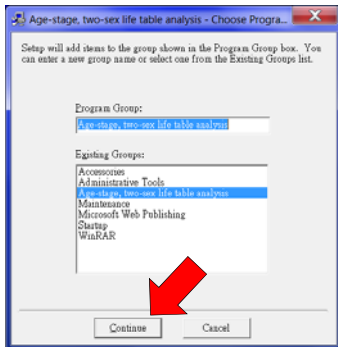 Age-stage, two-sex life table analysis - Choose Progra...
Setup will add items to the group shown in the Program Group box. You
can enter a new group name or select one from the Existing Groups list.
Program Group:
Age-stage, two-sex life table analysis
Existing Groups:
Accessories
Administrative Tools
Age-stage, two-sex life table analysis
Maintenance
Microsoft Web Publishing
Startup
WinRAR
Continue
Cancel